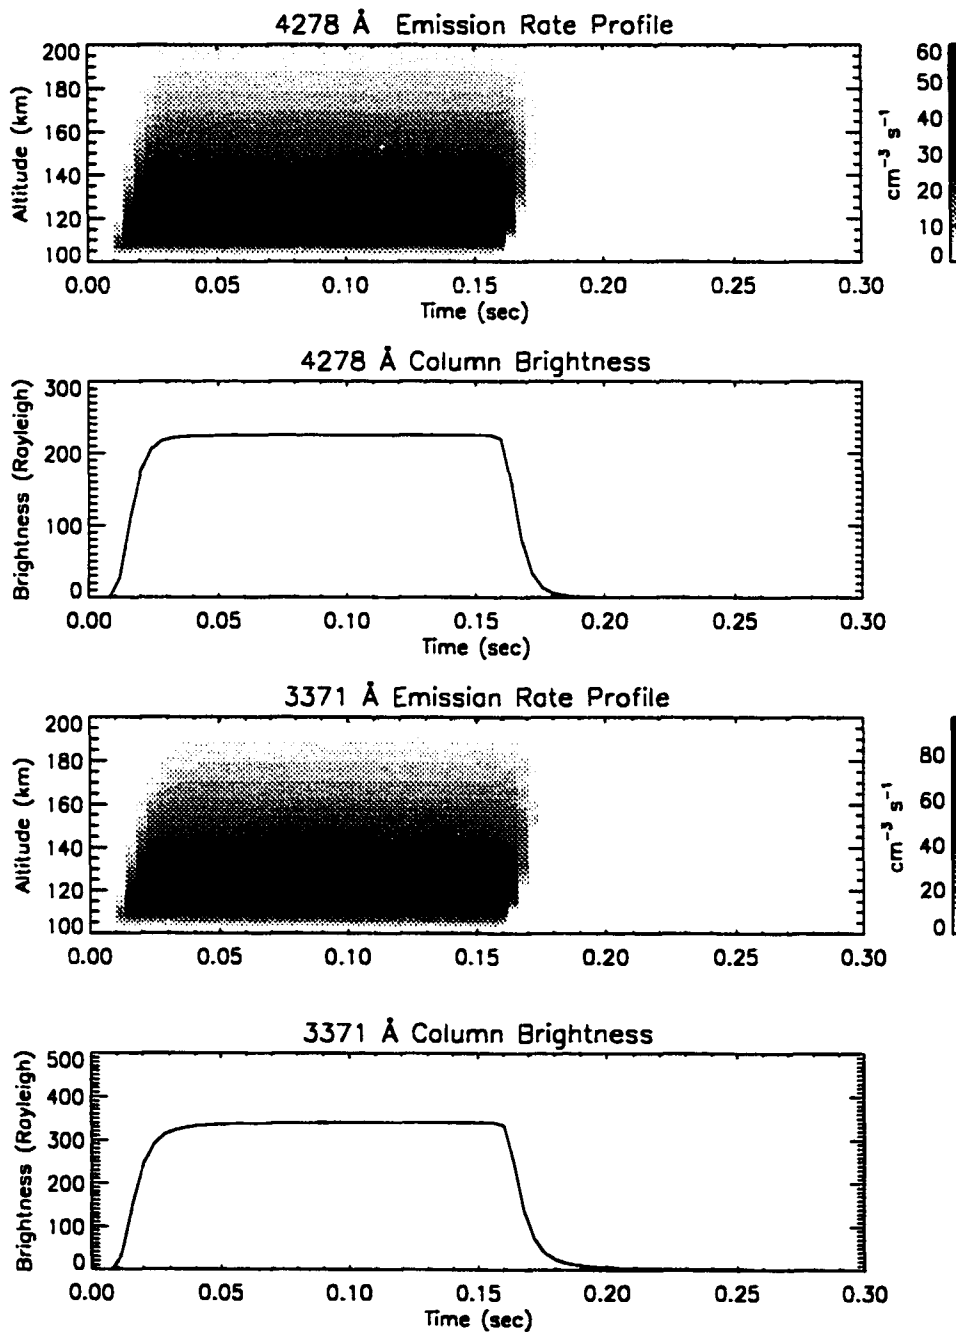 4278 Å Emission Rate Profile
200
180
160
140
120
100
Altitude (km)
0.00 0.05 0.10 0.15 0.20 0.25 0.30
Time (sec)
60
50
40
30
20
10
0
cm⁻³ s⁻¹
4278 Å Column Brightness
300
200
100
0
Brightness (Rayleigh)
0.00 0.05 0.10 0.15 0.20 0.25 0.30
Time (sec)
3371 Å Emission Rate Profile
200
180
160
140
120
100
Altitude (km)
0.00 0.05 0.10 0.15 0.20 0.25 0.30
Time (sec)
80
60
40
20
0
cm⁻³ s⁻¹
3371 Å Column Brightness
500
400
300
200
100
0
Brightness (Rayleigh)
0.00 0.05 0.10 0.15 0.20 0.25 0.30
Time (sec)